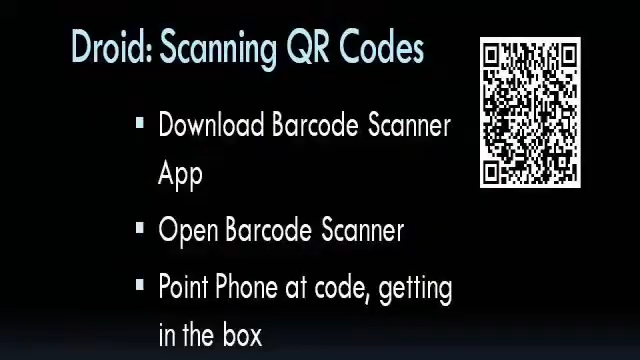 Droid: Scanning QR Codes
Download Barcode Scanner
App
Open Barcode Scanner
Point Phone at code, getting
in the box